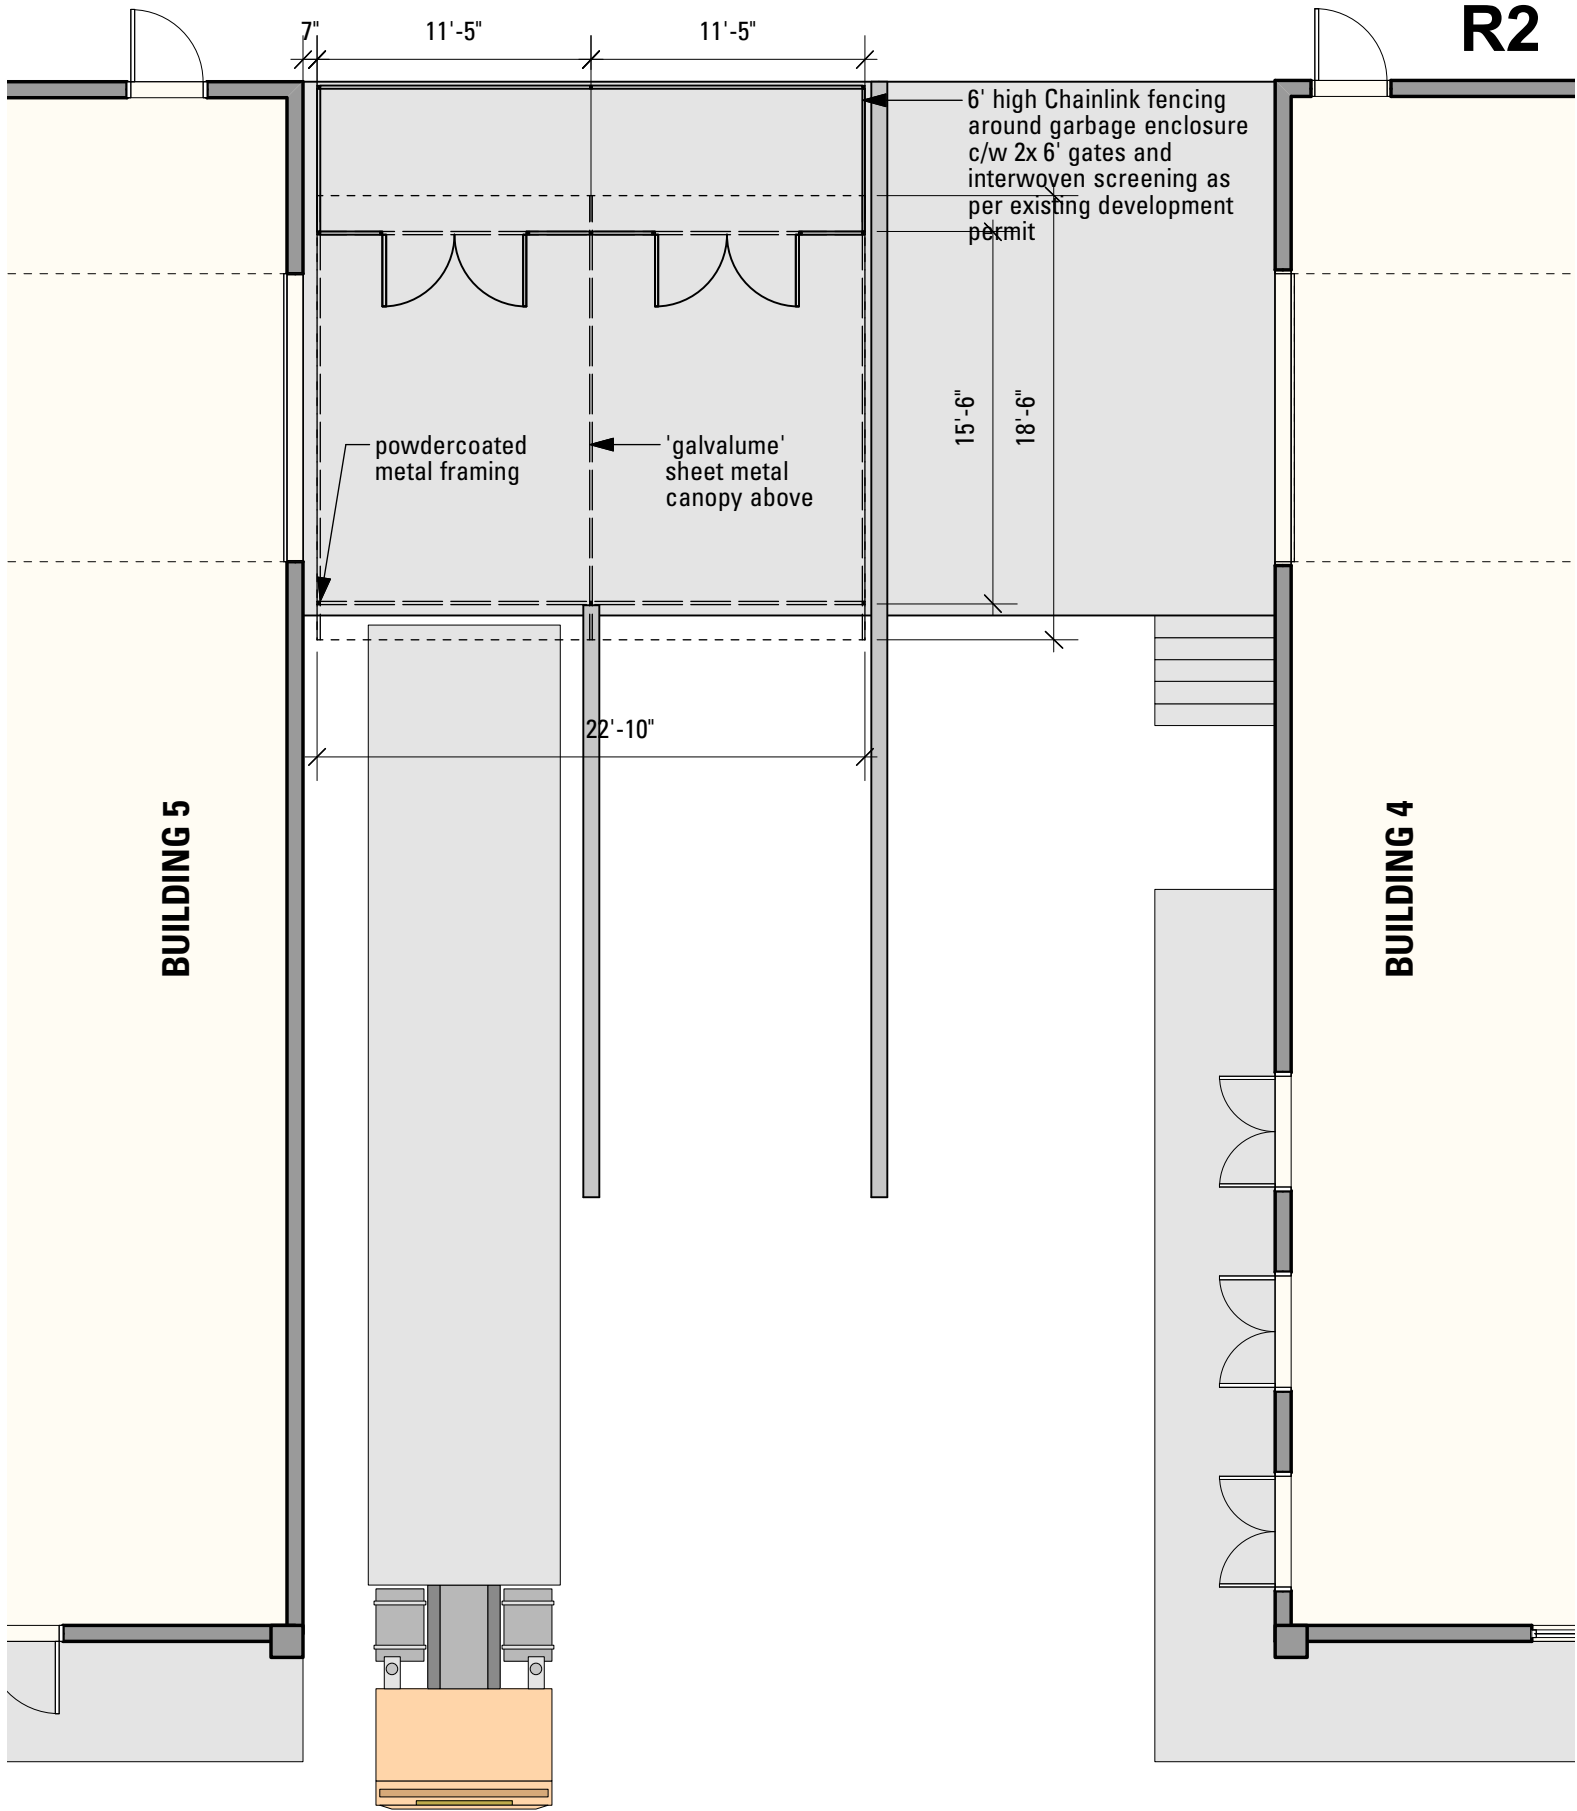 R2
7"
11'-5"
11'-5"
6' high Chainlink fencing
around garbage enclosure
c/w 2x 6' gates and
interwoven screening as
per existing development
permit
15'-6"
18'-6"
powdercoated
metal framing
'galvalume'
sheet metal
canopy above
22'-10"
BUILDING 5
BUILDING 4